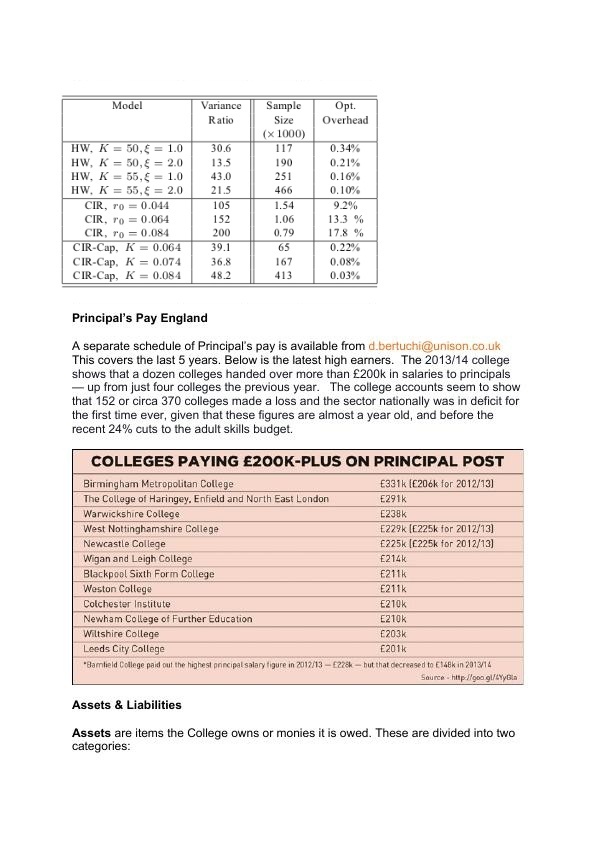 Model Variance Sample Opt.
Ratio Size Overhead
(×1000)
HW, K = 50, ξ = 1.0 30.6 117 0.34%
HW, K = 50, ξ = 2.0 13.5 190 0.21%
HW, K = 55, ξ = 1.0 43.0 251 0.16%
HW, K = 55, ξ = 2.0 21.5 466 0.10%
CIR, r₀ = 0.044 105 1.54 9.2%
CIR, r₀ = 0.064 152 1.06 13.3 %
CIR, r₀ = 0.084 200 0.79 17.8 %
CIR-Cap, K = 0.064 39.1 65 0.22%
CIR-Cap, K = 0.074 36.8 167 0.08%
CIR-Cap, K = 0.084 48.2 413 0.03%
Principal's Pay England
A separate schedule of Principal's pay is available from d.bertuchi@unison.co.uk
This covers the last 5 years. Below is the latest high earners. The 2013/14 college
shows that a dozen colleges handed over more than £200k in salaries to principals
— up from just four colleges the previous year. The college accounts seem to show
that 152 or circa 370 colleges made a loss and the sector nationally was in deficit for
the first time ever, given that these figures are almost a year old, and before the
recent 24% cuts to the adult skills budget.
COLLEGES PAYING £200K-PLUS ON PRINCIPAL POST
Birmingham Metropolitan College £331k (£206k for 2012/13)
The College of Haringey, Enfield and North East London £291k
Warwickshire College £238k
West Nottinghamshire College £229k (£225k for 2012/13)
Newcastle College £225k (£225k for 2012/13)
Wigan and Leigh College £214k
Blackpool Sixth Form College £211k
Weston College £211k
Colchester Institute £210k
Newham College of Further Education £210k
Wiltshire College £203k
Leeds City College £201k
*Barnfield College paid out the highest principal salary figure in 2012/13 — £228k — but that decreased to £148k in 2013/14
Source - http://goo.gl/4YyGla
Assets & Liabilities
Assets are items the College owns or monies it is owed. These are divided into two
categories: